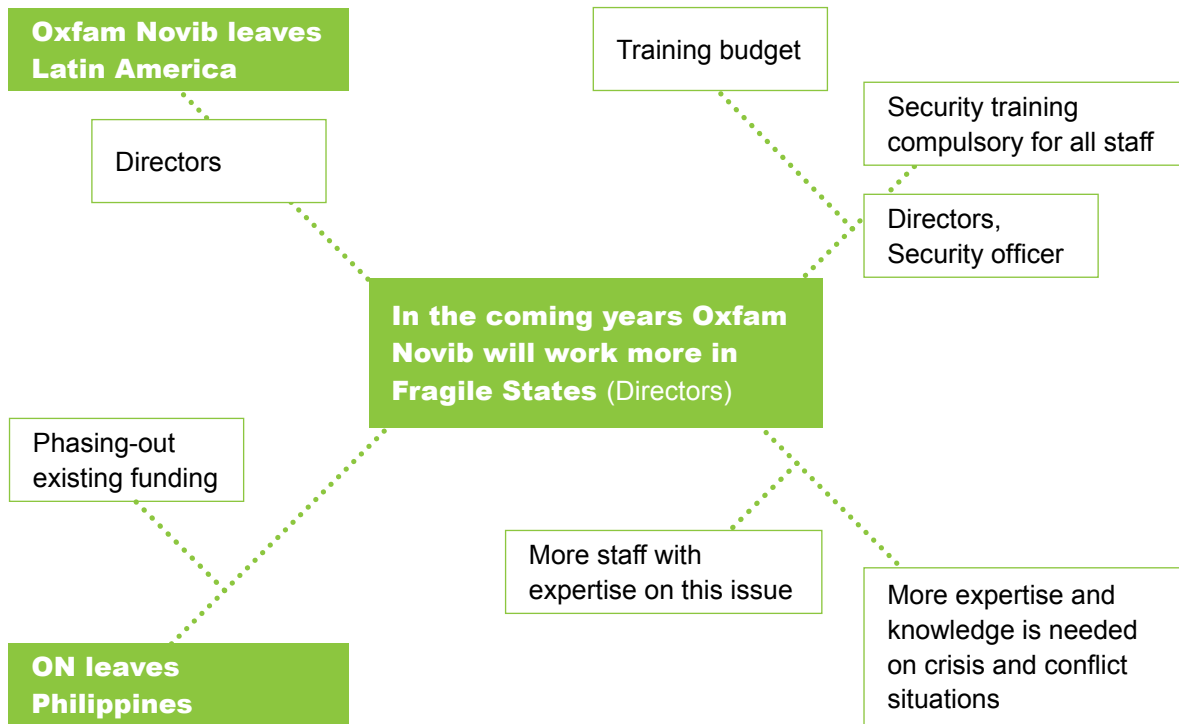 Oxfam Novib leaves
Latin America
Directors
Training budget
Security training
compulsory for all staff
Directors,
Security officer
In the coming years Oxfam
Novib will work more in
Fragile States (Directors)
Phasing-out
existing funding
More staff with
expertise on this issue
More expertise and
knowledge is needed
on crisis and conflict
situations
ON leaves
Philippines